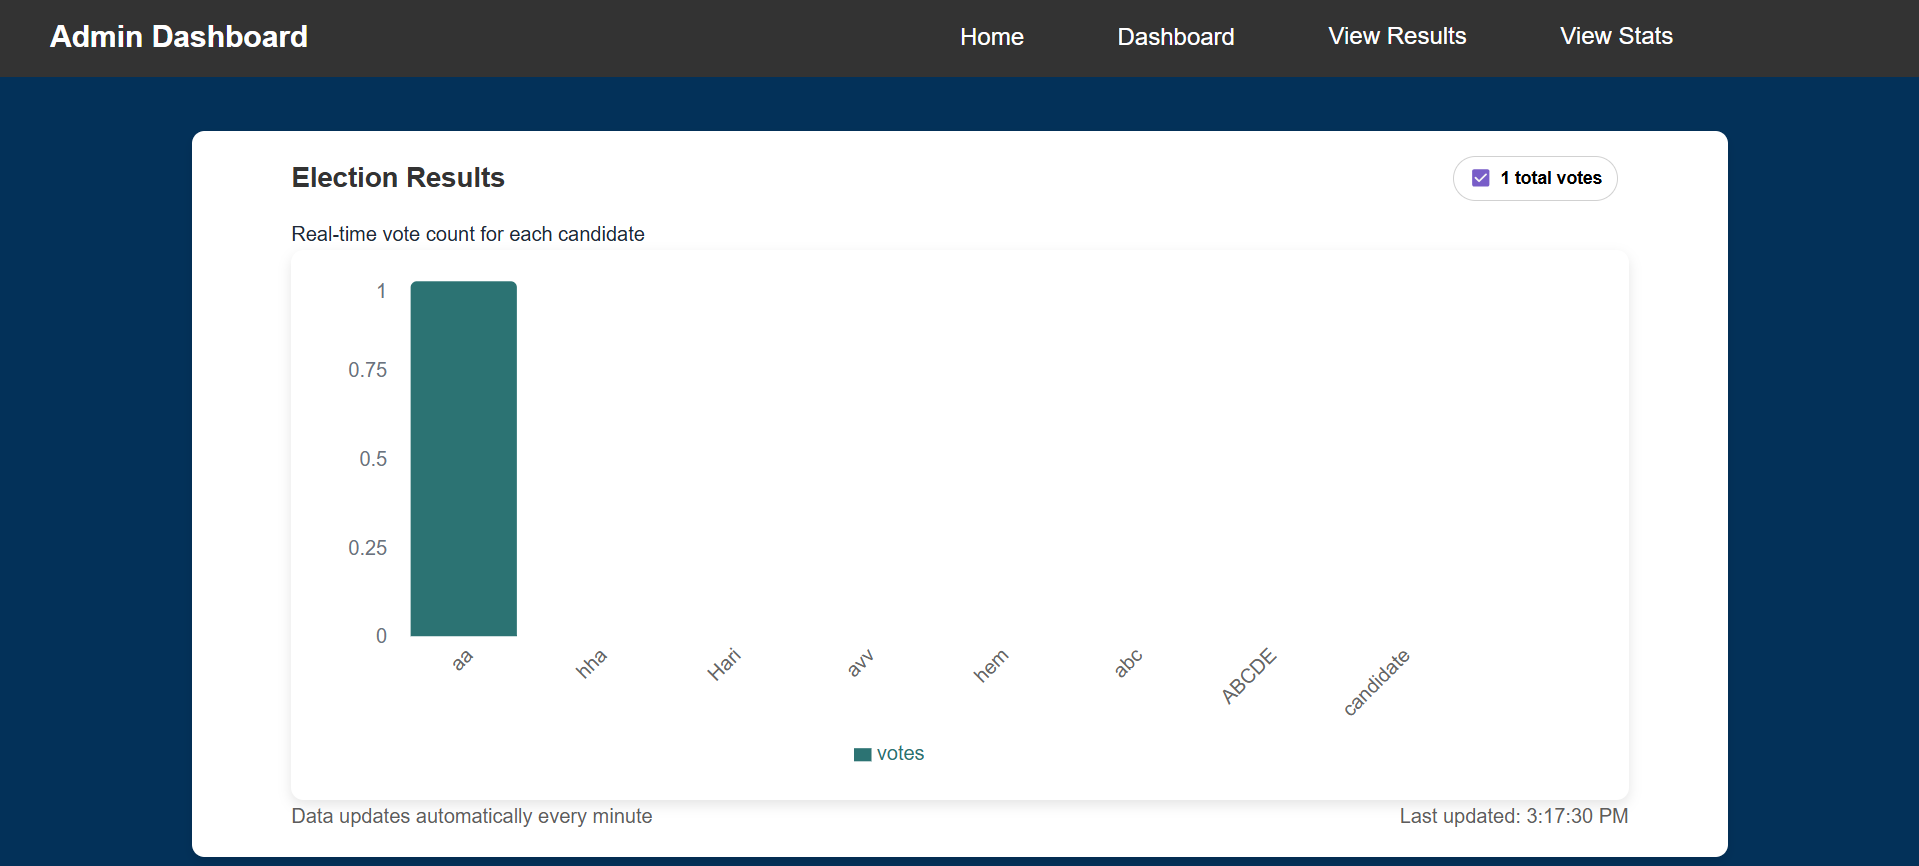 Admin Dashboard Home Dashboard View Results View Stats
Election Results
1 total votes
Real-time vote count for each candidate
1
0.75
0.5
0.25
0
aa hha Hari avv hem abc ABCDE candidate
votes
Data updates automatically every minute
Last updated: 3:17:30 PM